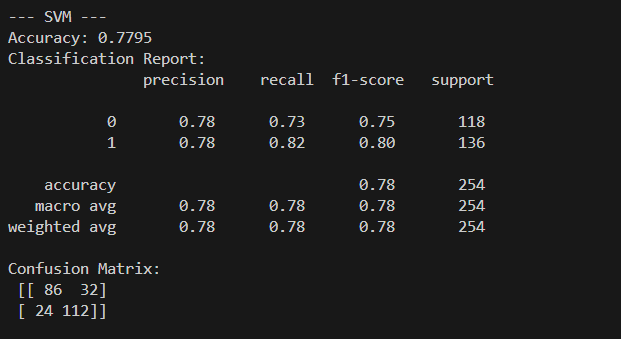 --- SVM ---
Accuracy: 0.7795
Classification Report:
              precision    recall  f1-score   support

           0       0.78      0.73      0.75       118
           1       0.78      0.82      0.80       136

    accuracy                           0.78       254
   macro avg       0.78      0.78      0.78       254
weighted avg       0.78      0.78      0.78       254

Confusion Matrix:
 [[ 86  32]
 [ 24 112]]